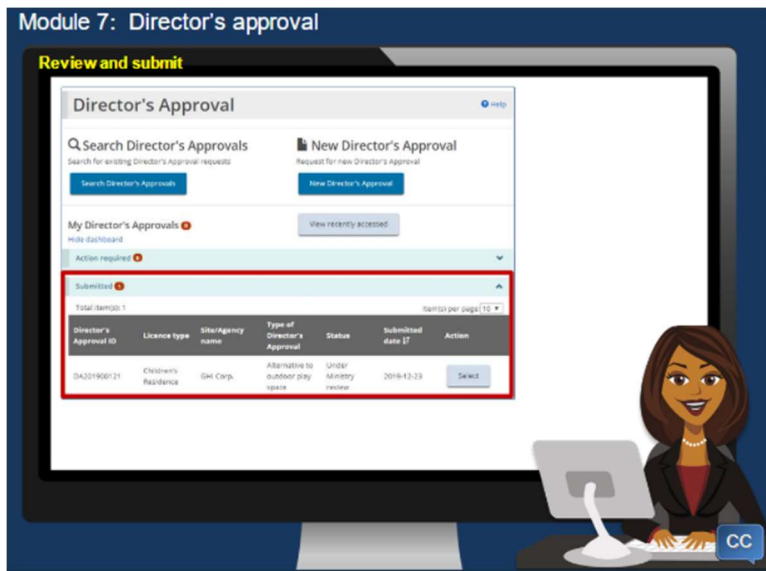 Module 7: Director's approval
Review and submit
Director's Approval
Help
Search Director's Approvals
Search for existing Director's Approval requests
Search Director's Approvals
New Director's Approval
Request for new Director's Approval
New Director's Approval
My Director's Approvals
View recently accessed
Hide dashboard
Action required
Submitted 1
Total item(s): 1
Item(s) per page 10
Director's Approval ID
Licence type
Site/Agency name
Type of Director's Approval
Status
Submitted date
Action
DA201900121
Children's Residence
GHI Corp.
Alternative to outdoor play space
Under Ministry review
2019-12-23
Select
CC